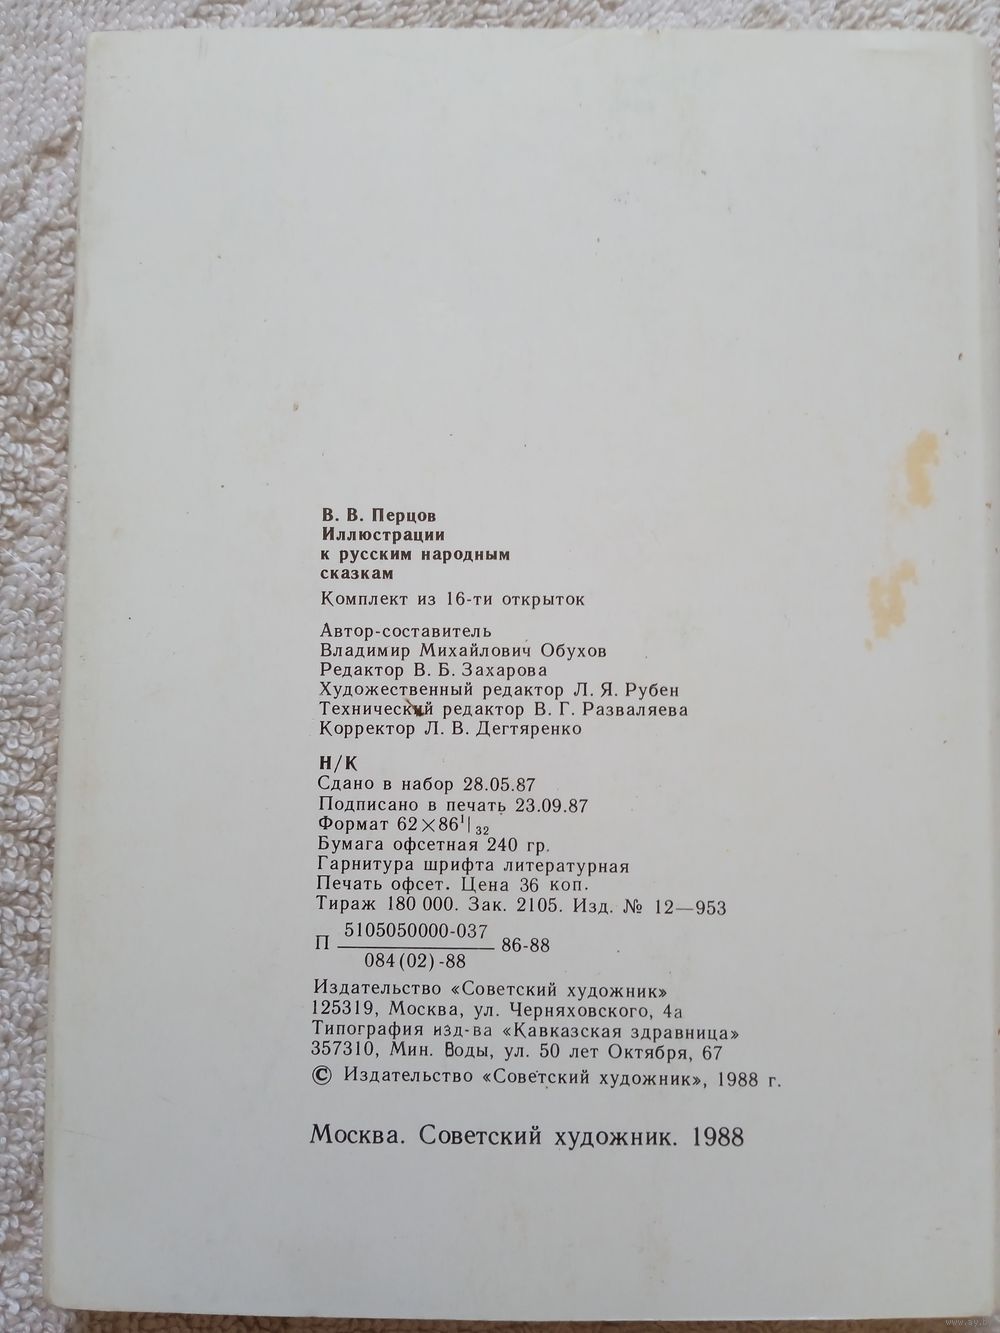 В. В. Перцов
Иллюстрации
к русским народным
сказкам
Комплект из 16-ти открыток
Автор-составитель
Владимир Михайлович Обухов
Редактор В. Б. Захарова
Художественный редактор Л. Я. Рубен
Технический редактор В. Г. Разваляева
Корректор Л. В. Дегтяренко
Н/К
Сдано в набор 28.05.87
Подписано в печать 23.09.87
Формат 62×86¹|₃₂
Бумага офсетная 240 гр.
Гарнитура шрифта литературная
Печать офсет. Цена 36 коп.
Тираж 180 000. Зак. 2105. Изд. № 12—953
5105050000-037
П 86-88
084(02)-88
Издательство «Советский художник»
125319, Москва, ул. Черняховского, 4а
Типография изд-ва «Кавказская здравница»
357310, Мин. Воды, ул. 50 лет Октября, 67
© Издательство «Советский художник», 1988 г.
Москва. Советский художник. 1988